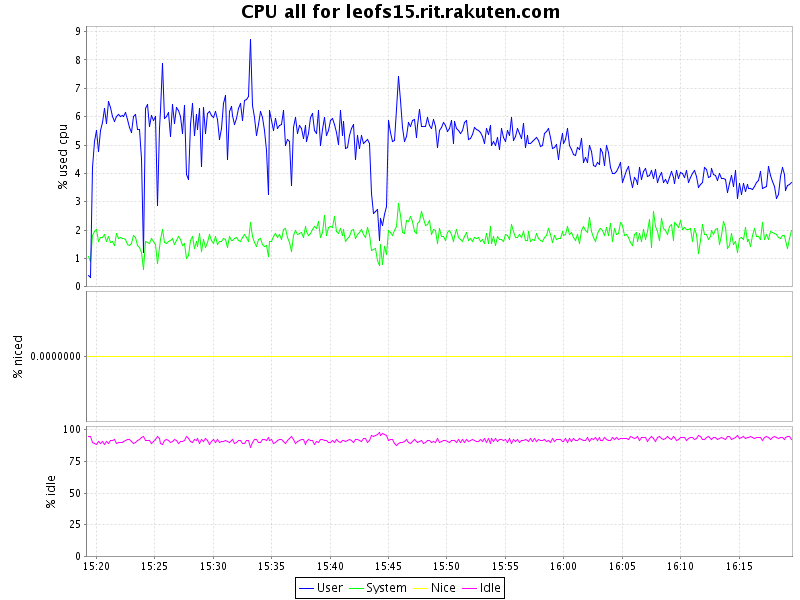 CPU all for leofs15.rit.rakuten.com
% used cpu
9
8
7
6
5
4
3
2
1
0
% niced
0.0000000
% idle
100
75
50
25
0
15:20 15:25 15:30 15:35 15:40 15:45 15:50 15:55 16:00 16:05 16:10 16:15
User System Nice Idle